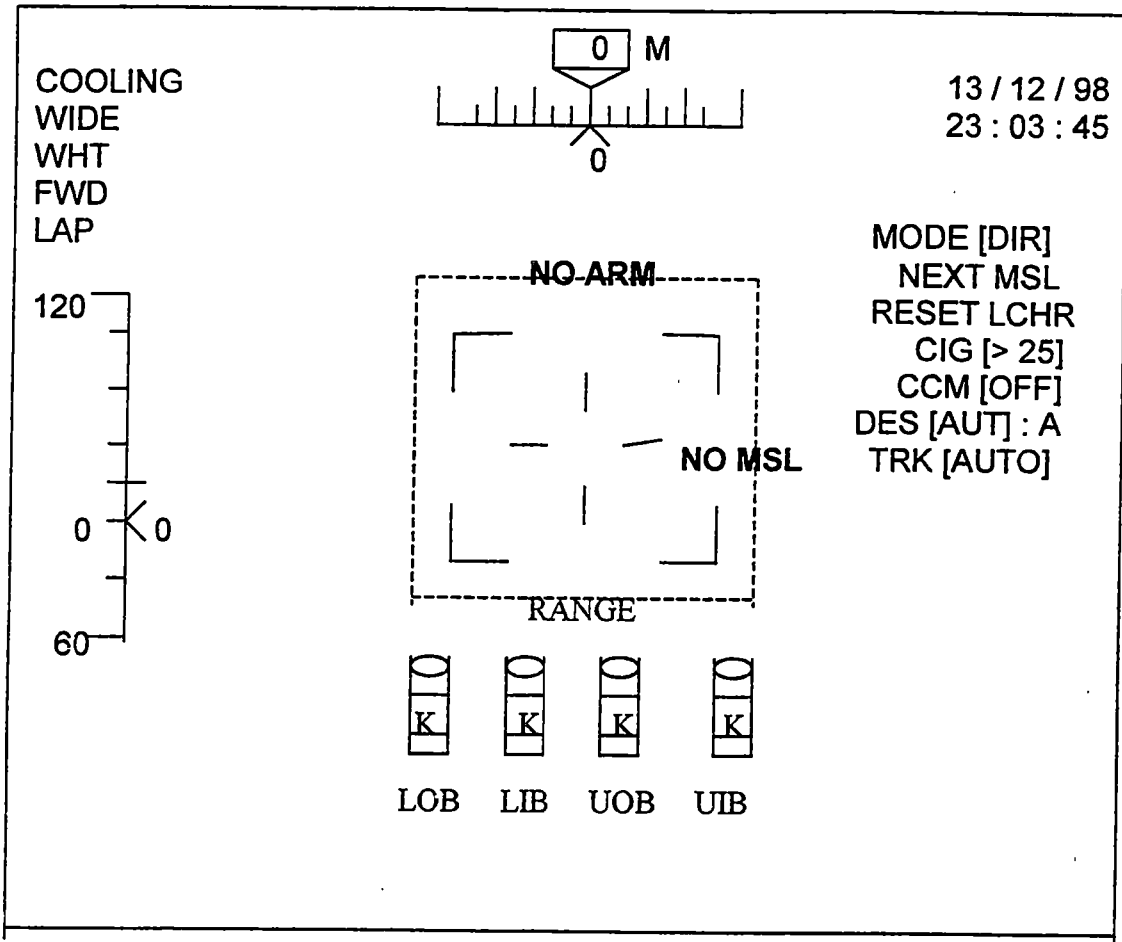 0 M
COOLING
WIDE
WHT
FWD
LAP
0
13 / 12 / 98
23 : 03 : 45
MODE [DIR]
NEXT MSL
RESET LCHR
CIG [> 25]
CCM [OFF]
DES [AUT] : A
TRK [AUTO]
NO ARM
NO MSL
120
0 0
60
RANGE
K K K K
LOB LIB UOB UIB